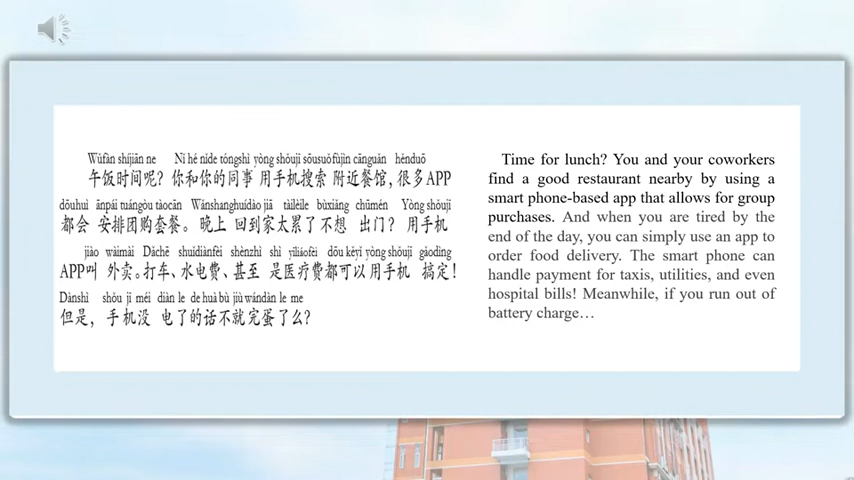 Wǔfàn shíjiān ne Nǐ hé nǐde tóngshì yòng shǒujī sōusuǒ fùjìn cānguǎn hěnduō
午饭时间呢? 你和你的同事 用手机搜索 附近餐馆, 很多APP
dōuhuì ānpái tuángòu tàocān Wǎnshanghuídào jiā tàilèile bùxiǎng chūmén Yòng shǒujī
都会 安排团购套餐。 晚上 回到家太累了 不想 出门? 用手机
jiào wàimài Dǎchē shuǐdiànfèi shènzhì shì yīliáofèi dōu kěyǐ yòng shǒujī gǎodìng
APP叫 外卖。打车、水电费、甚至 是医疗费都可以用手机 搞定!
Dànshì shǒu jī méi diàn le de huà bù jiù wándàn le me
但是, 手机没 电了的话不就完蛋了么?
Time for lunch? You and your coworkers
find a good restaurant nearby by using a
smart phone-based app that allows for group
purchases. And when you are tired by the
end of the day, you can simply use an app to
order food delivery. The smart phone can
handle payment for taxis, utilities, and even
hospital bills! Meanwhile, if you run out of
battery charge…